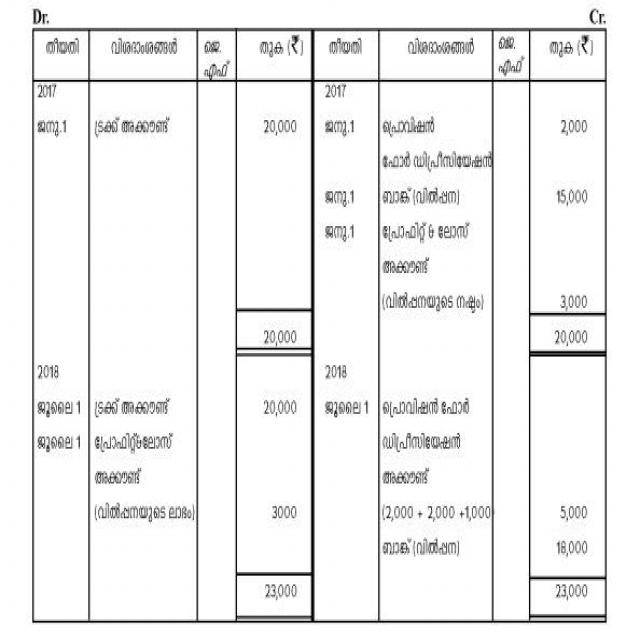 Dr. Cr.
തീയതി വിശദാംശങ്ങൾ ജെ. എഫ് തുക (₹) തീയതി വിശദാംശങ്ങൾ ജെ. എഫ് തുക (₹)
2017 2017
ജനു.1 ട്രക്ക് അക്കൗണ്ട് 20,000 ജനു.1 പ്രൊവിഷൻ 2,000
ഫോർ ഡിപ്രീസിയേഷൻ
ജനു.1 ബാങ്ക് (വിൽപ്പന) 15,000
ജനു.1 പ്രോഫിറ്റ് & ലോസ്
അക്കൗണ്ട്
(വിൽപ്പനയുടെ നഷ്ടം) 3,000
20,000 20,000
2018 2018
ജൂലൈ 1 ട്രക്ക് അക്കൗണ്ട് 20,000 ജൂലൈ 1 പ്രൊവിഷൻ ഫോർ
ജൂലൈ 1 പ്രോഫിറ്റ്&ലോസ് ഡിപ്രീസിയേഷൻ
അക്കൗണ്ട് അക്കൗണ്ട്
(വിൽപ്പനയുടെ ലാഭം) 3000 (2,000 + 2,000 +1,000) 5,000
ബാങ്ക് (വിൽപ്പന) 18,000
23,000 23,000